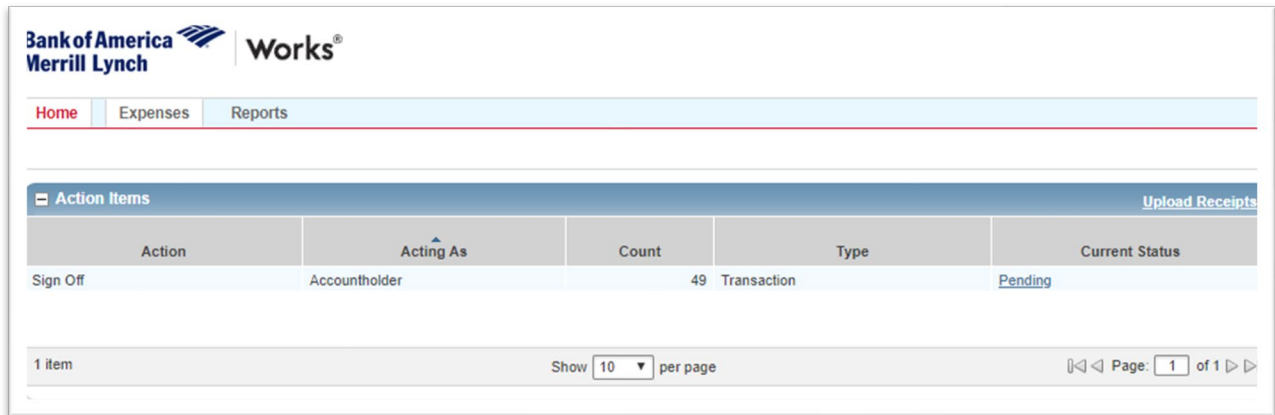 Bank of America
Merrill Lynch
Works®
Home Expenses Reports
Action Items Upload Receipts
Action Acting As Count Type Current Status
Sign Off Accountholder 49 Transaction Pending
1 item Show 10 per page Page: 1 of 1